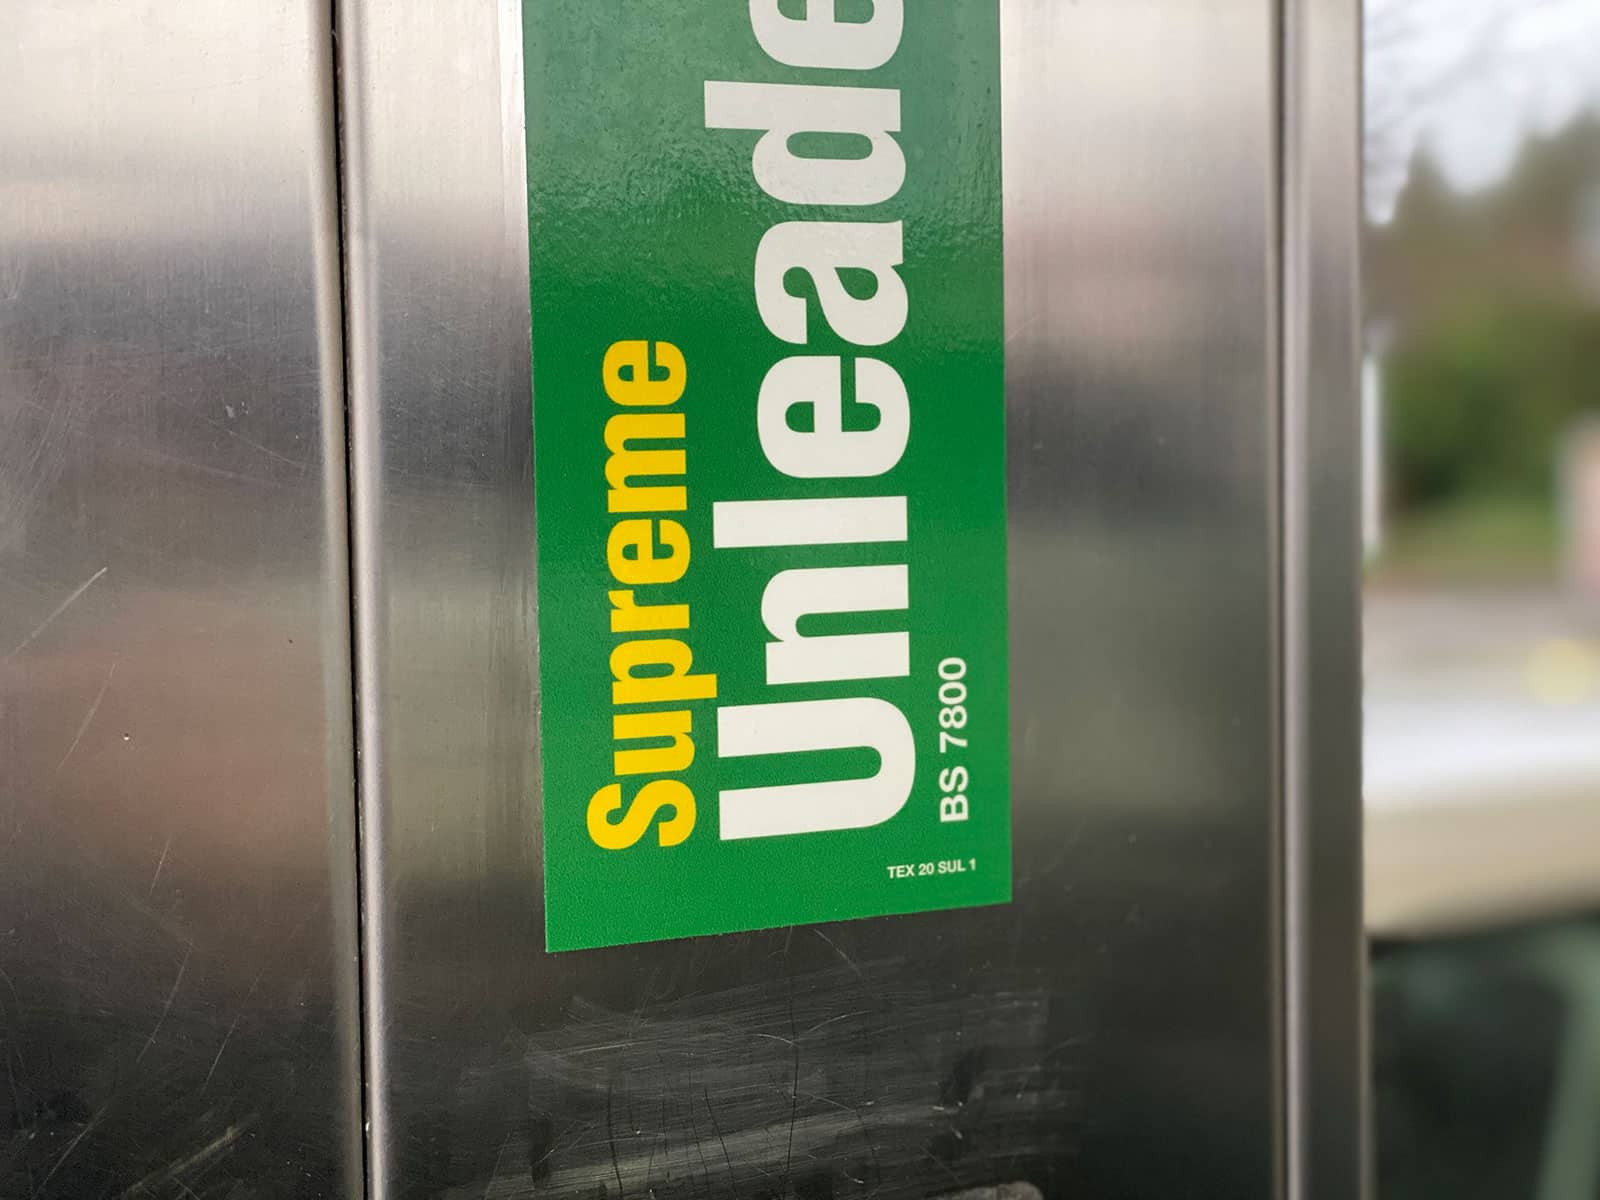 Supreme
Unleade
BS 7800
TEX 20 SUL 1